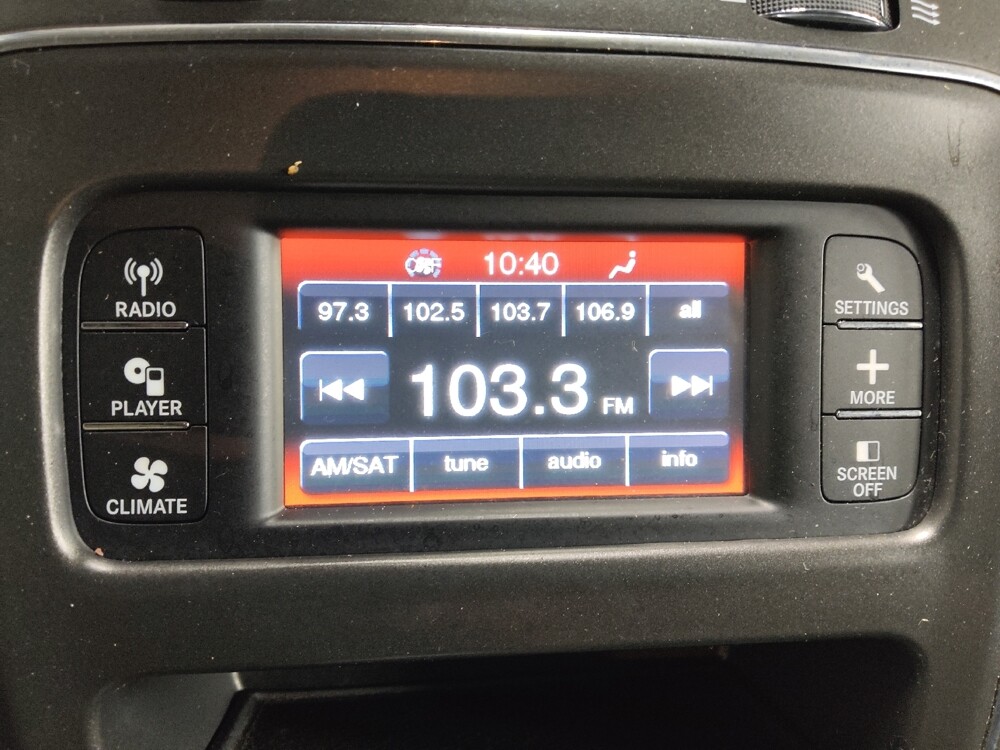 RADIO
PLAYER
CLIMATE
OFF 10:40
97.3 102.5 103.7 106.9 all
103.3 FM
AM/SAT tune audio info
SETTINGS
MORE
SCREEN
OFF